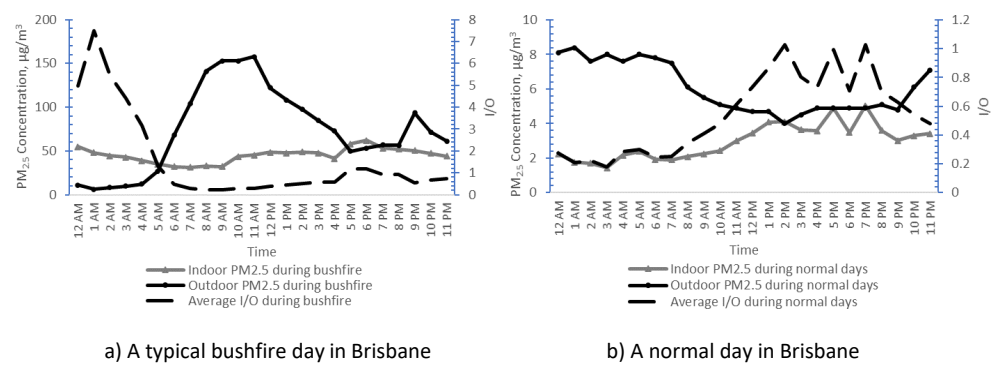 200
150
100
50
0
PM2.5 Concentration, µg/m³
8
7
6
5
4
3
2
1
0
I/O
12 AM
1 AM
2 AM
3 AM
4 AM
5 AM
6 AM
7 AM
8 AM
9 AM
10 AM
11 AM
12 PM
1 PM
2 PM
3 PM
4 PM
5 PM
6 PM
7 PM
8 PM
9 PM
10 PM
11 PM
Time
Indoor PM2.5 during bushfire
Outdoor PM2.5 during bushfire
Average I/O during bushfire
a) A typical bushfire day in Brisbane
10
8
6
4
2
0
PM2.5 Concentration, µg/m³
1.2
1
0.8
0.6
0.4
0.2
0
I/O
12 AM
1 AM
2 AM
3 AM
4 AM
5 AM
6 AM
7 AM
8 AM
9 AM
10 AM
11 AM
12 PM
1 PM
2 PM
3 PM
4 PM
5 PM
6 PM
7 PM
8 PM
9 PM
10 PM
11 PM
Time
Indoor PM2.5 during normal days
Outdoor PM2.5 during normal days
Average I/O during normal days
b) A normal day in Brisbane